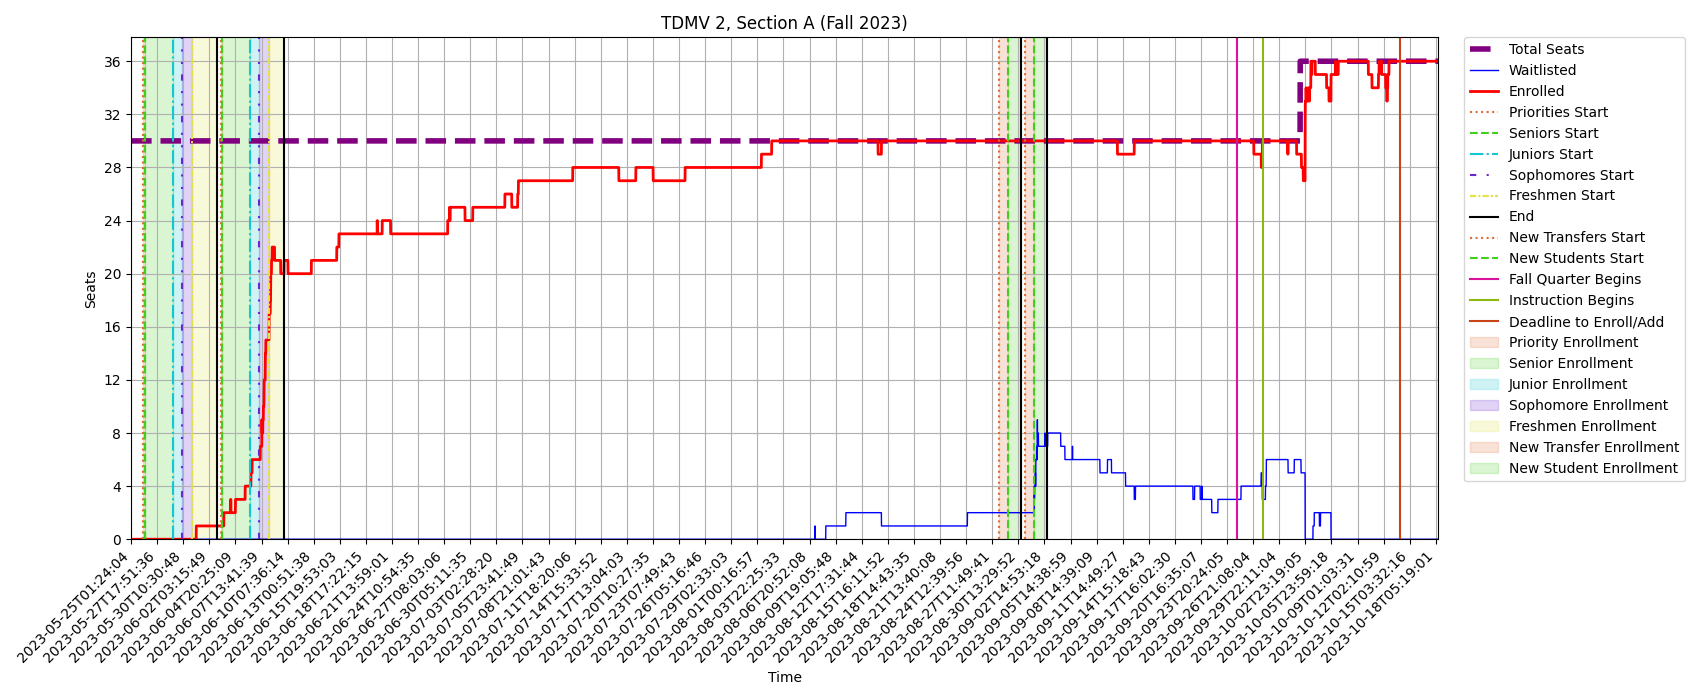 TDMV 2, Section A (Fall 2023)
Seats
36
32
28
24
20
16
12
8
4
0
2023-05-25T01:24:04
2023-05-27T17:51:36
2023-05-30T10:30:48
2023-06-02T03:15:49
2023-06-04T20:25:09
2023-06-07T13:41:39
2023-06-10T07:36:14
2023-06-13T00:51:38
2023-06-15T19:53:03
2023-06-18T17:22:15
2023-06-21T13:59:01
2023-06-24T10:54:35
2023-06-27T08:03:06
2023-06-30T05:11:35
2023-07-03T02:28:20
2023-07-05T23:41:49
2023-07-08T21:01:43
2023-07-11T18:20:06
2023-07-14T15:33:52
2023-07-17T13:04:03
2023-07-20T10:27:35
2023-07-23T07:49:43
2023-07-26T05:16:46
2023-07-29T02:33:03
2023-08-01T00:16:57
2023-08-03T22:25:33
2023-08-06T20:52:08
2023-08-09T19:05:48
2023-08-12T17:31:44
2023-08-15T16:11:52
2023-08-18T14:43:35
2023-08-21T13:40:08
2023-08-24T12:39:56
2023-08-27T11:49:41
2023-08-30T13:29:52
2023-09-02T14:53:18
2023-09-05T14:38:59
2023-09-08T14:39:09
2023-09-11T14:49:27
2023-09-14T15:18:43
2023-09-17T16:02:30
2023-09-20T16:35:07
2023-09-23T20:24:05
2023-09-26T21:08:04
2023-09-29T22:11:04
2023-10-02T23:19:05
2023-10-05T23:59:18
2023-10-09T01:03:31
2023-10-12T02:10:59
2023-10-15T03:32:16
2023-10-18T05:19:01
Time
Total Seats
Waitlisted
Enrolled
Priorities Start
Seniors Start
Juniors Start
Sophomores Start
Freshmen Start
End
New Transfers Start
New Students Start
Fall Quarter Begins
Instruction Begins
Deadline to Enroll/Add
Priority Enrollment
Senior Enrollment
Junior Enrollment
Sophomore Enrollment
Freshmen Enrollment
New Transfer Enrollment
New Student Enrollment